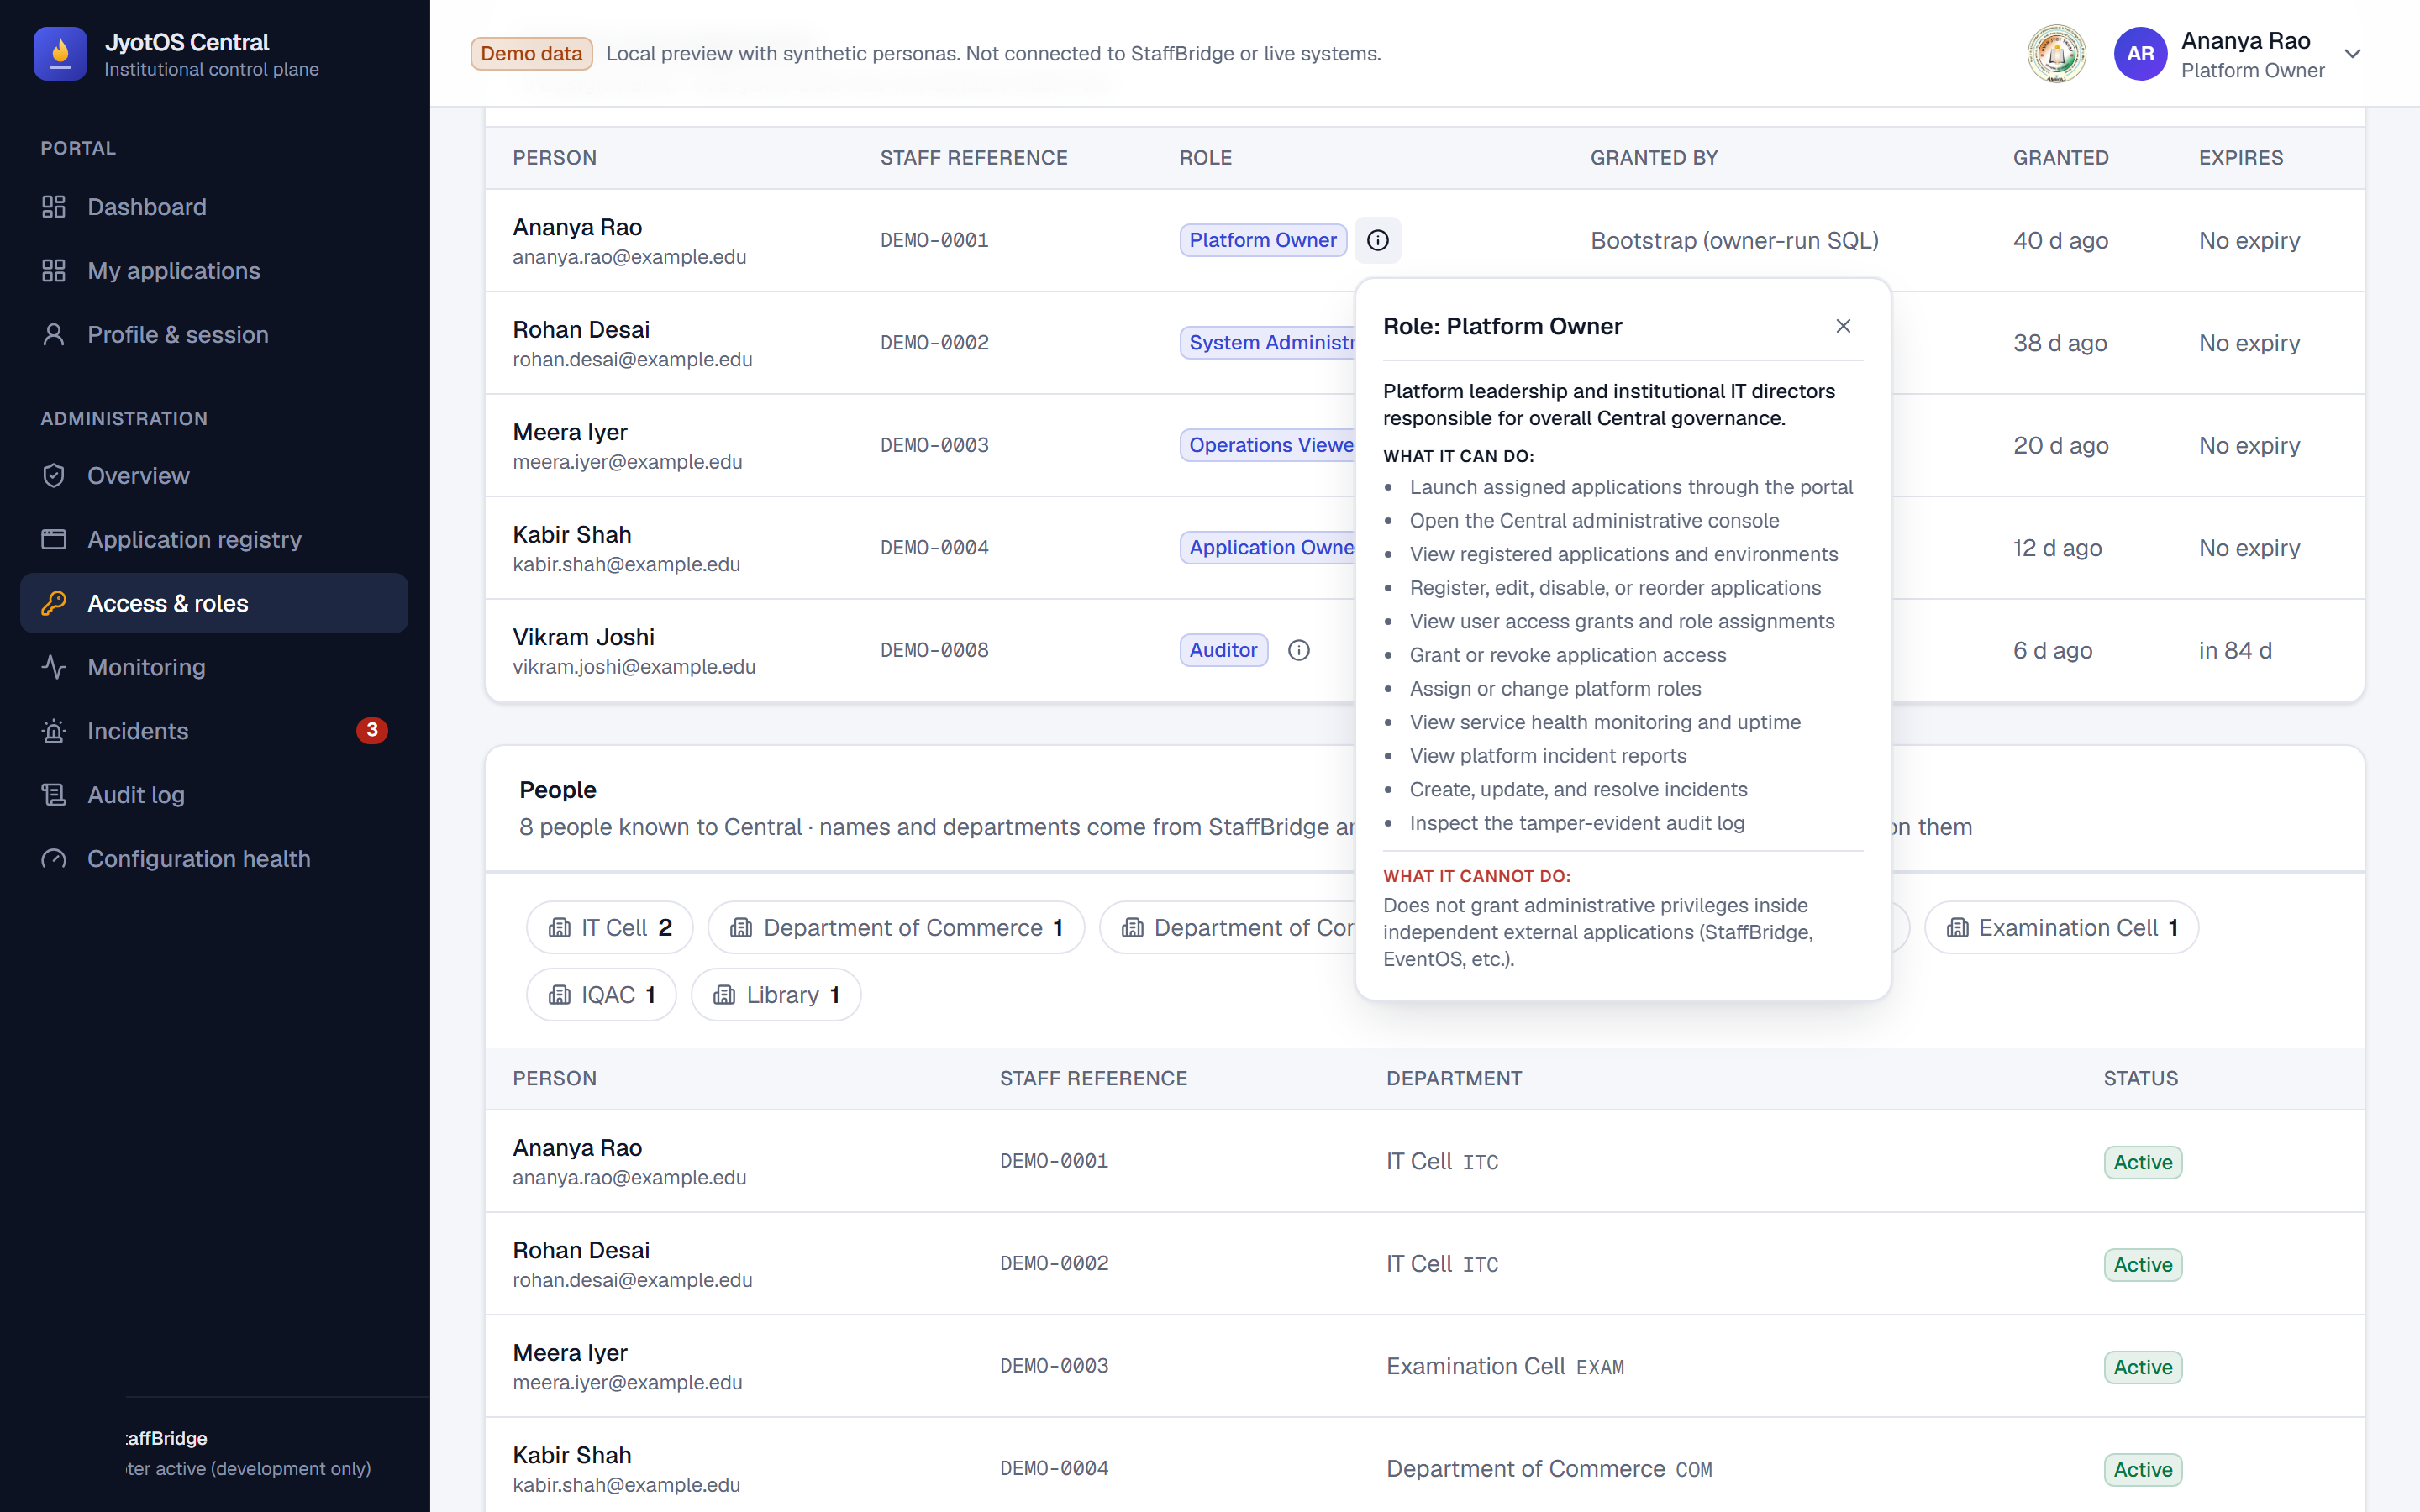 JyotOS Central
Institutional control plane
PORTAL
Dashboard
My applications
Profile & session
ADMINISTRATION
Overview
Application registry
Access & roles
Monitoring
Incidents 3
Audit log
Configuration health
taffBridge
ter active (development only)
Demo data Local preview with synthetic personas. Not connected to StaffBridge or live systems.
AR
Ananya Rao
Platform Owner
PERSON STAFF REFERENCE ROLE GRANTED BY GRANTED EXPIRES
Ananya Rao
ananya.rao@example.edu
DEMO-0001 Platform Owner Bootstrap (owner-run SQL) 40 d ago No expiry
Rohan Desai
rohan.desai@example.edu
DEMO-0002 System Administr 38 d ago No expiry
Meera Iyer
meera.iyer@example.edu
DEMO-0003 Operations Viewe 20 d ago No expiry
Kabir Shah
kabir.shah@example.edu
DEMO-0004 Application Owne 12 d ago No expiry
Vikram Joshi
vikram.joshi@example.edu
DEMO-0008 Auditor 6 d ago in 84 d
Role: Platform Owner
Platform leadership and institutional IT directors
responsible for overall Central governance.
WHAT IT CAN DO:
• Launch assigned applications through the portal
• Open the Central administrative console
• View registered applications and environments
• Register, edit, disable, or reorder applications
• View user access grants and role assignments
• Grant or revoke application access
• Assign or change platform roles
• View service health monitoring and uptime
• View platform incident reports
• Create, update, and resolve incidents
• Inspect the tamper-evident audit log
WHAT IT CANNOT DO:
Does not grant administrative privileges inside
independent external applications (StaffBridge,
EventOS, etc.).
People
8 people known to Central · names and departments come from StaffBridge ar on them
IT Cell 2 Department of Commerce 1 Department of Cor Examination Cell 1
IQAC 1 Library 1
PERSON STAFF REFERENCE DEPARTMENT STATUS
Ananya Rao
ananya.rao@example.edu
DEMO-0001 IT Cell ITC Active
Rohan Desai
rohan.desai@example.edu
DEMO-0002 IT Cell ITC Active
Meera Iyer
meera.iyer@example.edu
DEMO-0003 Examination Cell EXAM Active
Kabir Shah
kabir.shah@example.edu
DEMO-0004 Department of Commerce COM Active